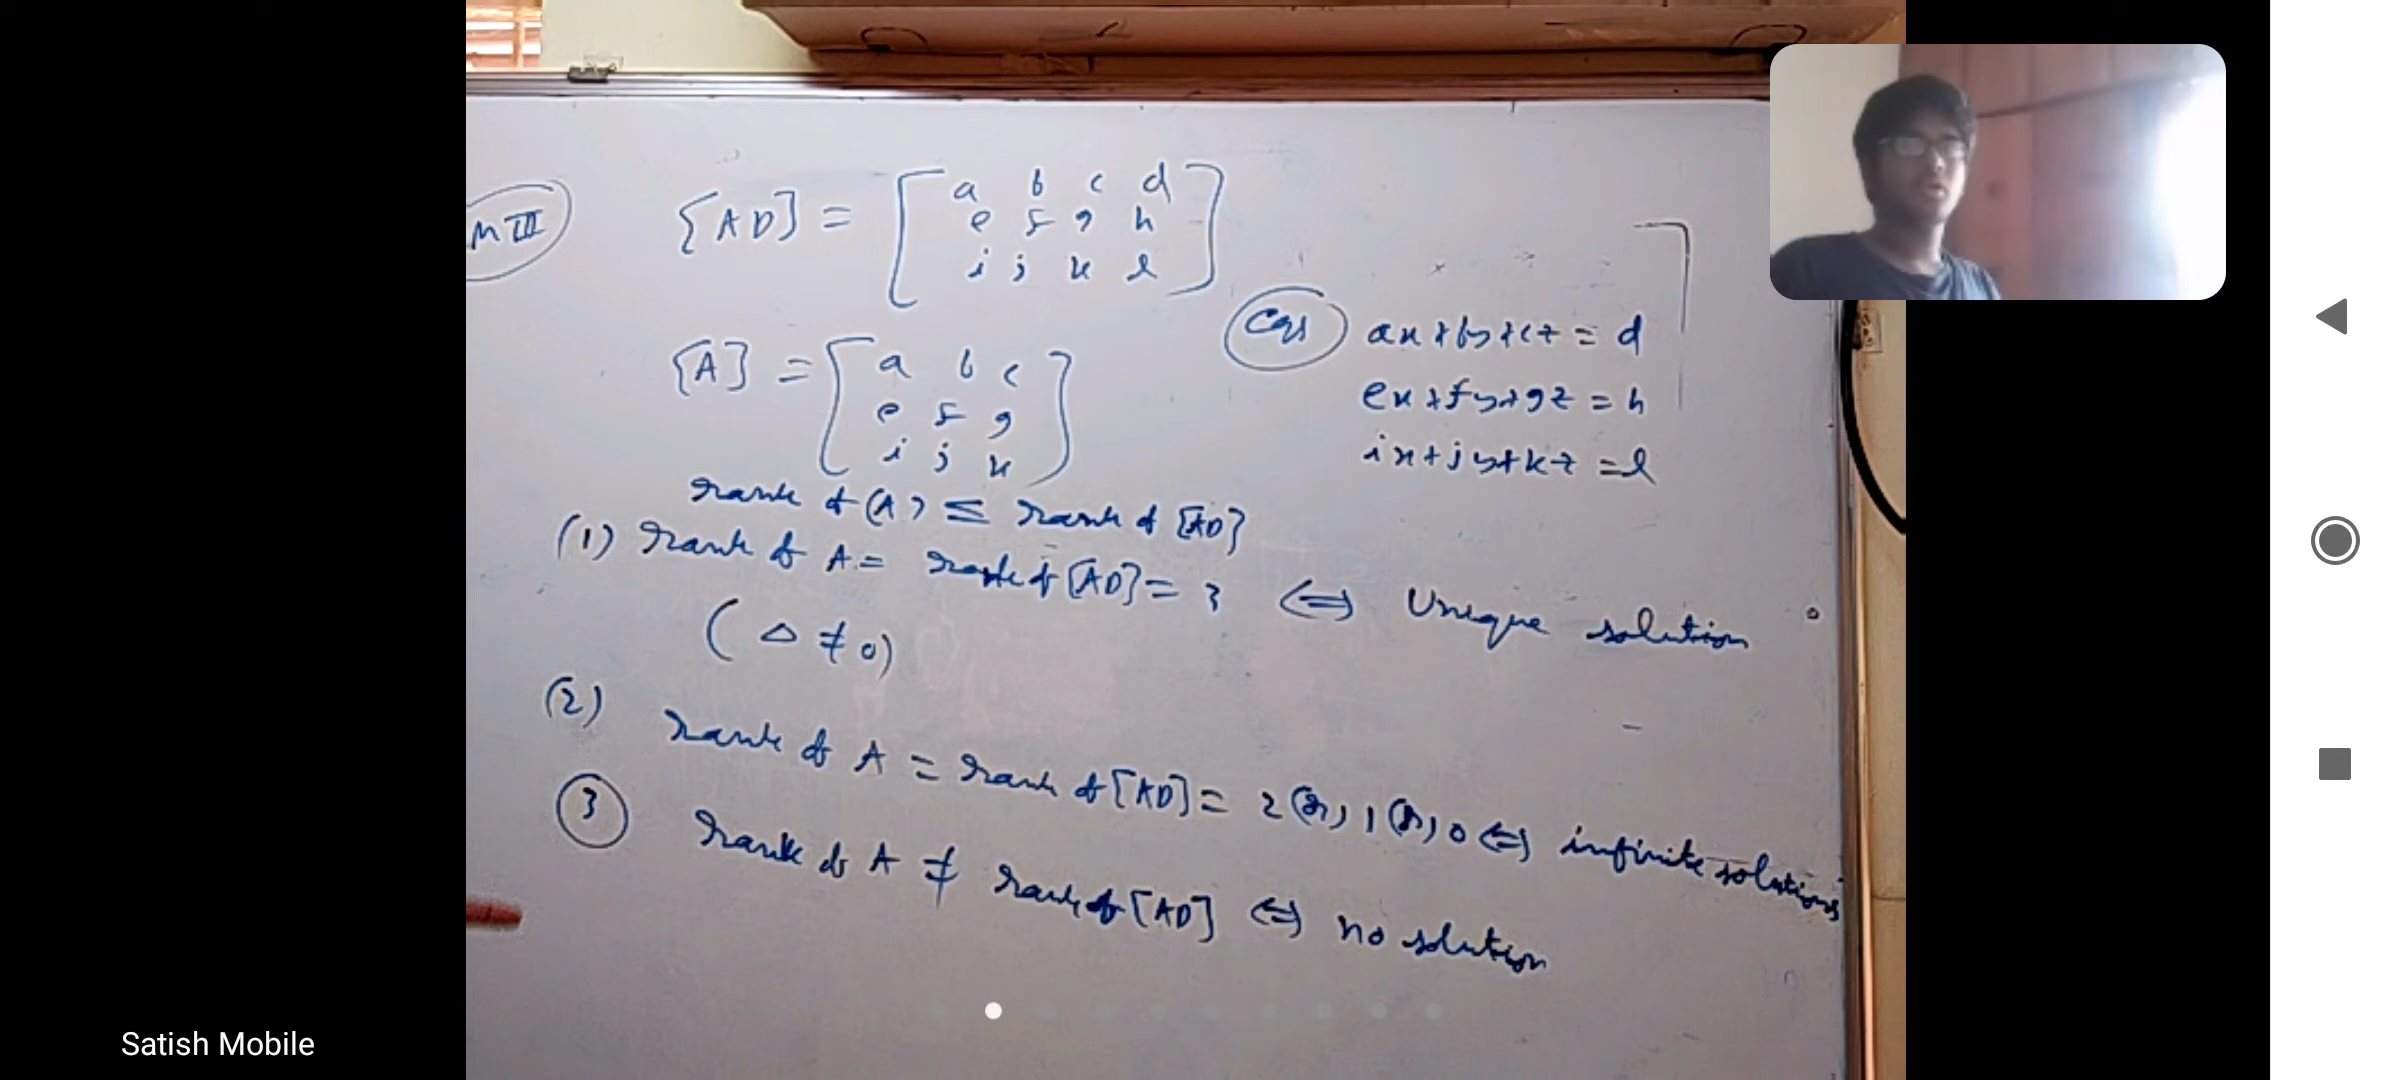 M III
[AD] = [ a b c d
e f g h
i j k l ]
[A] = [ a b c
e f g
i j k ]
Eqs ax+by+cz = d
ex+fy+gz = h
ix+jy+kz = l
rank of (A) ≤ rank of [AD]
(1) rank of A = rank of [AD] = 3 ⇔ Unique solution
(Δ ≠ 0)
(2) rank of A = rank of [AD] = 2 (or) 1 (or) 0 ⇔ infinite solutions
3 rank of A ≠ rank of [AD] ⇔ no solution
Satish Mobile